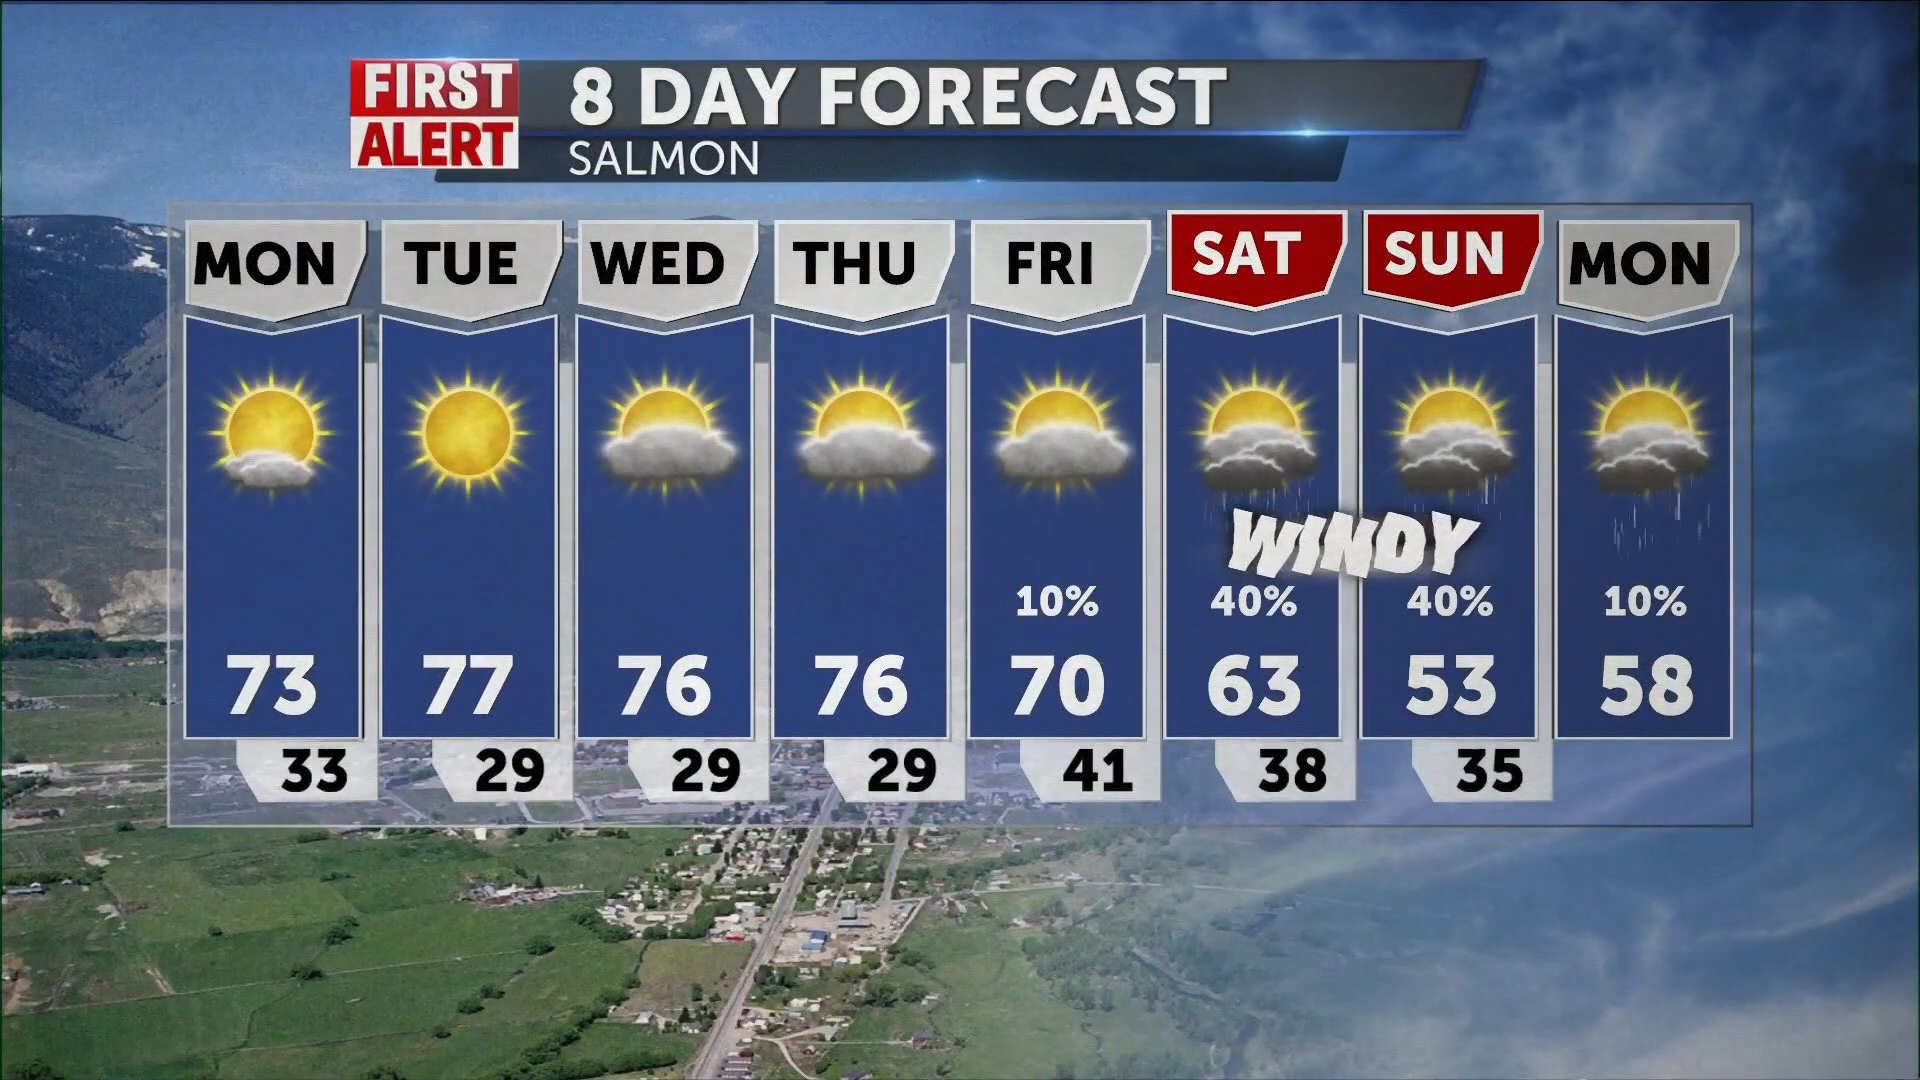 FIRST
ALERT
8 DAY FORECAST
SALMON
MON TUE WED THU FRI SAT SUN MON
WINDY
10% 40% 40% 10%
73 77 76 76 70 63 53 58
33 29 29 29 41 38 35